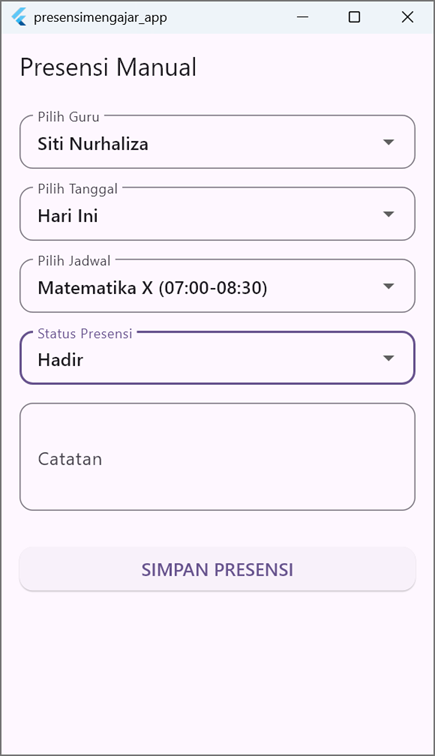 presensimengajar_app
Presensi Manual
Pilih Guru
Siti Nurhaliza
Pilih Tanggal
Hari Ini
Pilih Jadwal
Matematika X (07:00-08:30)
Status Presensi
Hadir
Catatan
SIMPAN PRESENSI